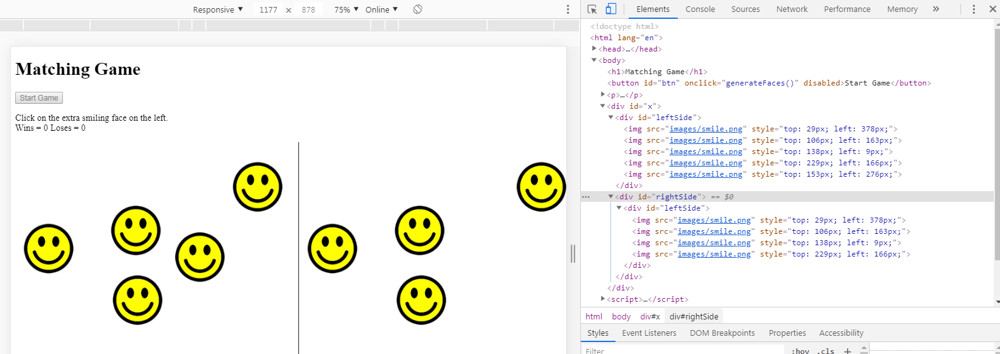 Responsive ▼ 1177 × 878 75% ▼ Online ▼
Matching Game
Start Game
Click on the extra smiling face on the left.
Wins = 0 Loses = 0
Elements Console Sources Network Performance Memory »
<!doctype html>
<html lang="en">
<head>…</head>
<body>
<h1>Matching Game</h1>
<button id="btn" onclick="generateFaces()" disabled>Start Game</button>
<p>…</p>
<div id="x">
<div id="leftSide">
<img src="images/smile.png" style="top: 29px; left: 378px;">
<img src="images/smile.png" style="top: 106px; left: 163px;">
<img src="images/smile.png" style="top: 138px; left: 9px;">
<img src="images/smile.png" style="top: 229px; left: 166px;">
<img src="images/smile.png" style="top: 153px; left: 276px;">
</div>
<div id="rightSide"> == $0
<div id="leftSide">
<img src="images/smile.png" style="top: 29px; left: 378px;">
<img src="images/smile.png" style="top: 106px; left: 163px;">
<img src="images/smile.png" style="top: 138px; left: 9px;">
<img src="images/smile.png" style="top: 229px; left: 166px;">
</div>
</div>
</div>
<script>…</script>
html body div#x div#rightSide
Styles Event Listeners DOM Breakpoints Properties Accessibility
Filter :hov .cls +